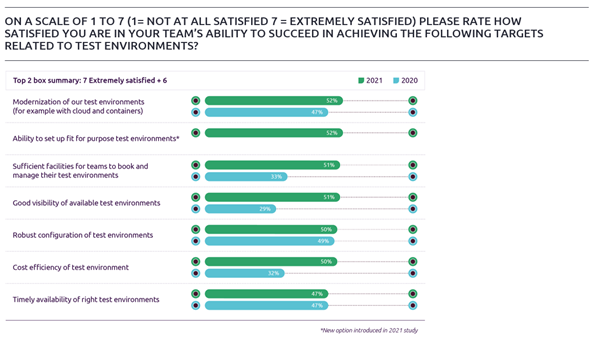 ON A SCALE OF 1 TO 7 (1= NOT AT ALL SATISFIED 7 = EXTREMELY SATISFIED) PLEASE RATE HOW
SATISFIED YOU ARE IN YOUR TEAM'S ABILITY TO SUCCEED IN ACHIEVING THE FOLLOWING TARGETS
RELATED TO TEST ENVIRONMENTS?
Top 2 box summary: 7 Extremely satisfied + 6
2021 2020
Modernization of our test environments
(for example with cloud and containers)
52%
47%
Ability to set up fit for purpose test environments*
52%
Sufficient facilities for teams to book and
manage their test environments
51%
33%
Good visibility of available test environments
51%
29%
Robust configuration of test environments
50%
49%
Cost efficiency of test environment
50%
32%
Timely availability of right test environments
47%
47%
*New option introduced in 2021 study